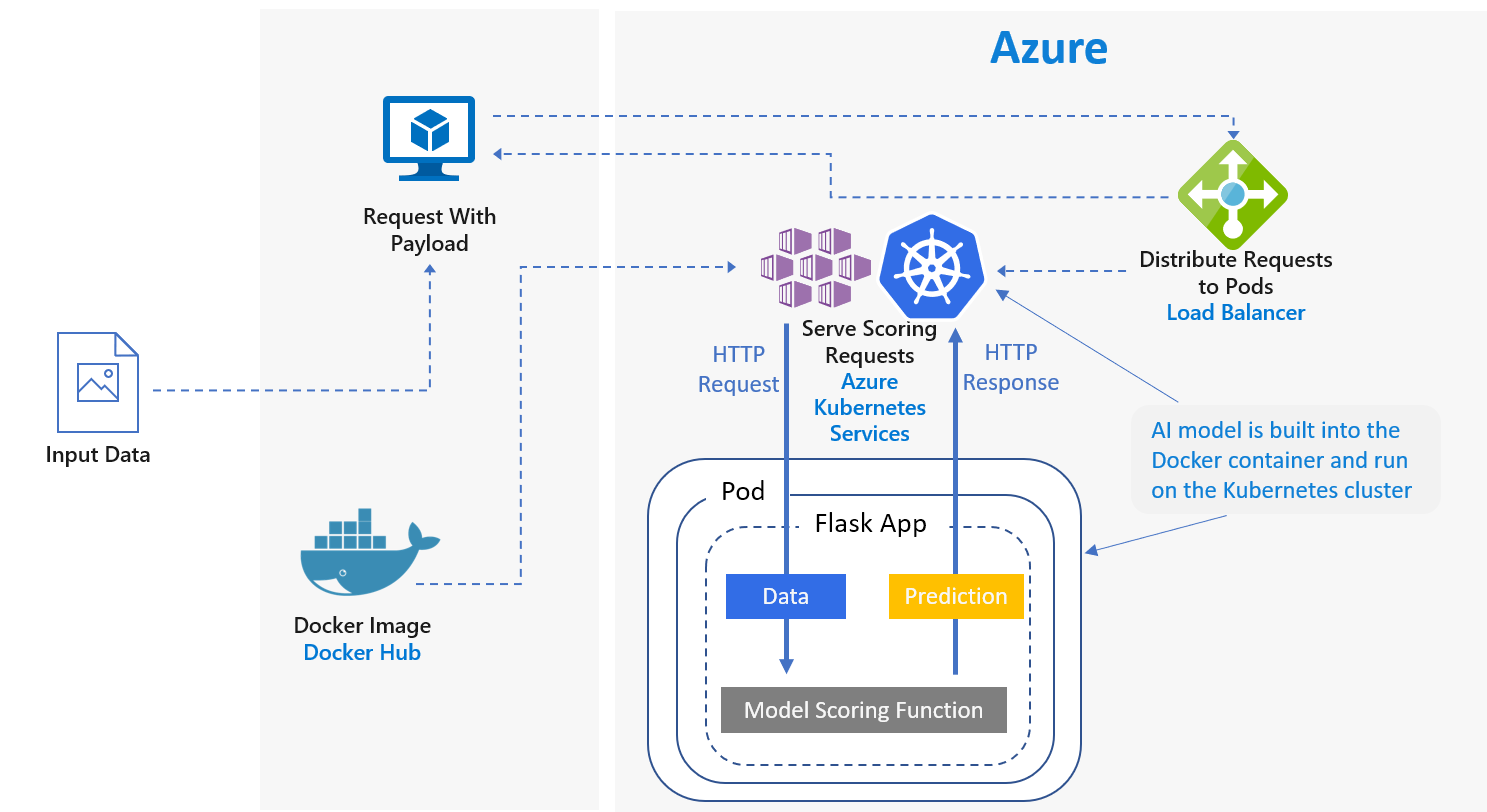 Azure
Request With
Payload
Distribute Requests
to Pods
Load Balancer
Serve Scoring
Requests
Azure
Kubernetes
Services
HTTP
Request
HTTP
Response
Input Data
AI model is built into the
Docker container and run
on the Kubernetes cluster
Pod
Flask App
Data
Prediction
Model Scoring Function
Docker Image
Docker Hub